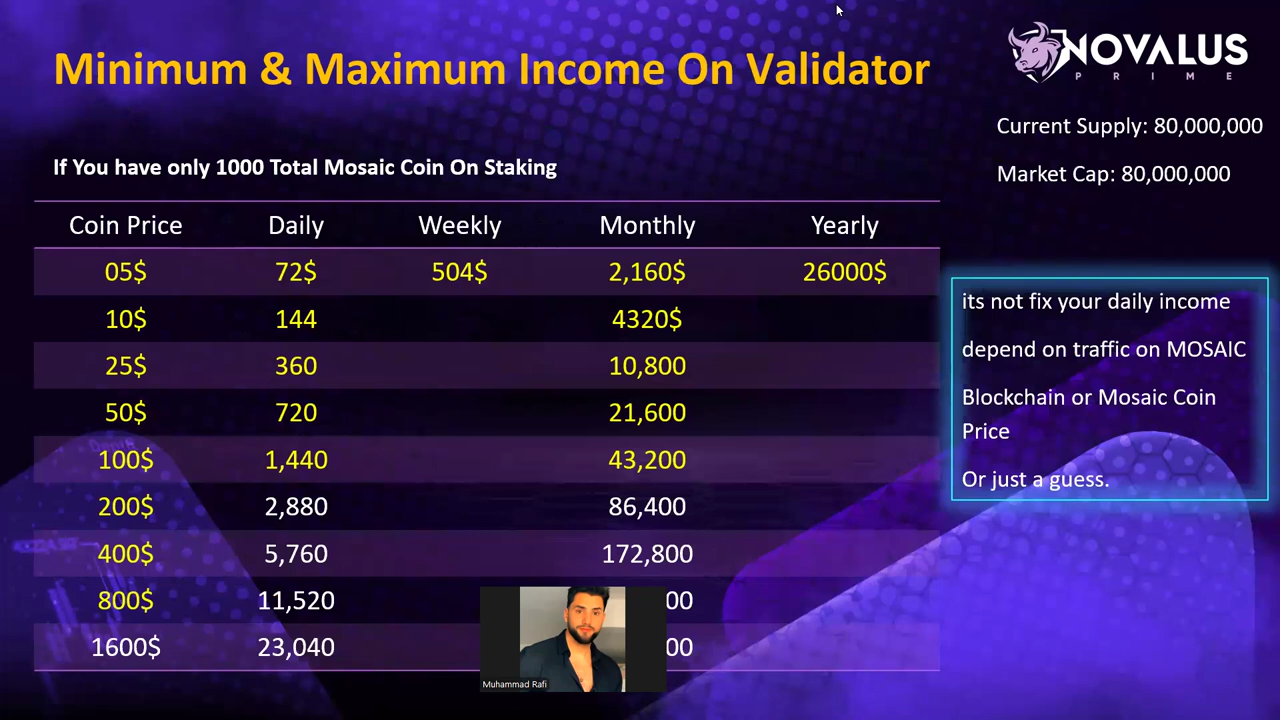 Minimum & Maximum Income On Validator
NOVALUS
PRIME
Current Supply: 80,000,000
Market Cap: 80,000,000
If You have only 1000 Total Mosaic Coin On Staking
Coin Price Daily Weekly Monthly Yearly
05$ 72$ 504$ 2,160$ 26000$
10$ 144 4320$
25$ 360 10,800
50$ 720 21,600
100$ 1,440 43,200
200$ 2,880 86,400
400$ 5,760 172,800
800$ 11,520 00
1600$ 23,040 00
its not fix your daily income
depend on traffic on MOSAIC
Blockchain or Mosaic Coin
Price
Or just a guess.
Muhammad Rafi